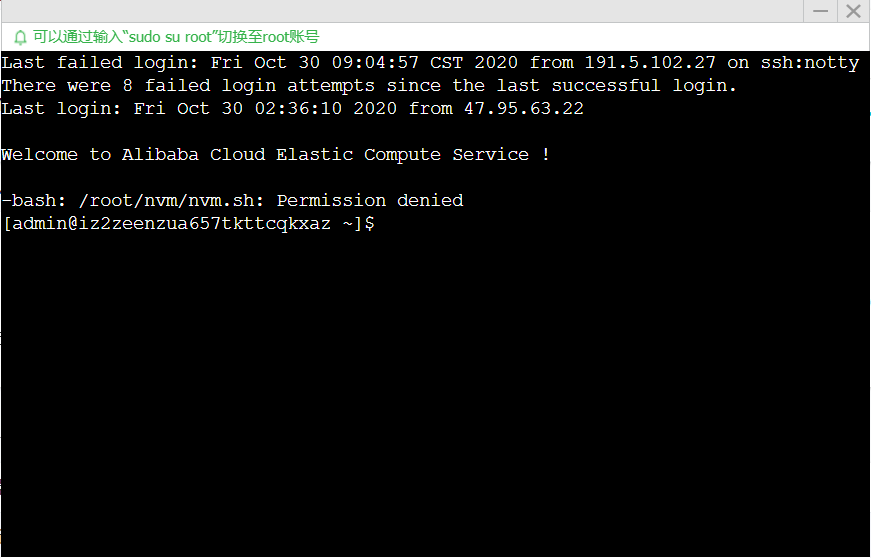 可以通过输入“sudo su root”切换至root账号
Last failed login: Fri Oct 30 09:04:57 CST 2020 from 191.5.102.27 on ssh:notty
There were 8 failed login attempts since the last successful login.
Last login: Fri Oct 30 02:36:10 2020 from 47.95.63.22
Welcome to Alibaba Cloud Elastic Compute Service !
-bash: /root/nvm/nvm.sh: Permission denied
[admin@iz2zeenzua657tkttcqkxaz ~]$